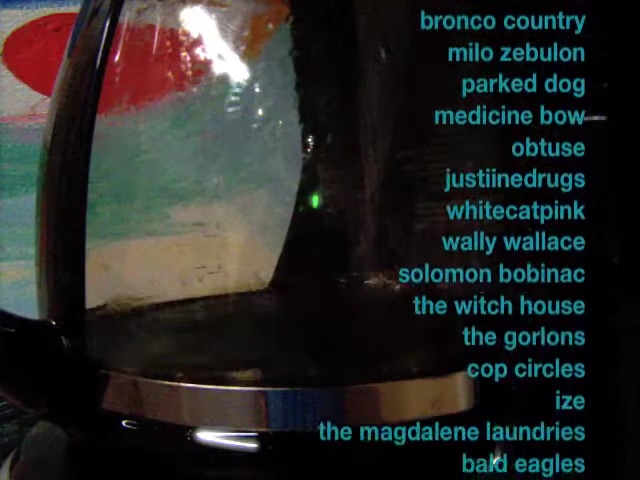 bronco country
milo zebulon
parked dog
medicine bow
obtuse
justiinedrugs
whitecatpink
wally wallace
solomon bobinac
the witch house
the gorlons
cop circles
ize
the magdalene laundries
bald eagles